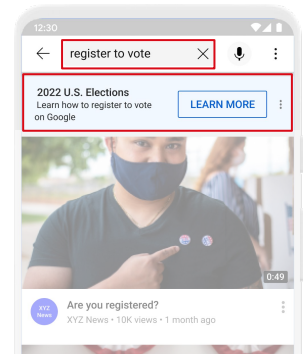 12:30
register to vote
2022 U.S. Elections
Learn how to register to vote
on Google
LEARN MORE
0:49
XYZ
News
Are you registered?
XYZ News • 10K views • 1 month ago